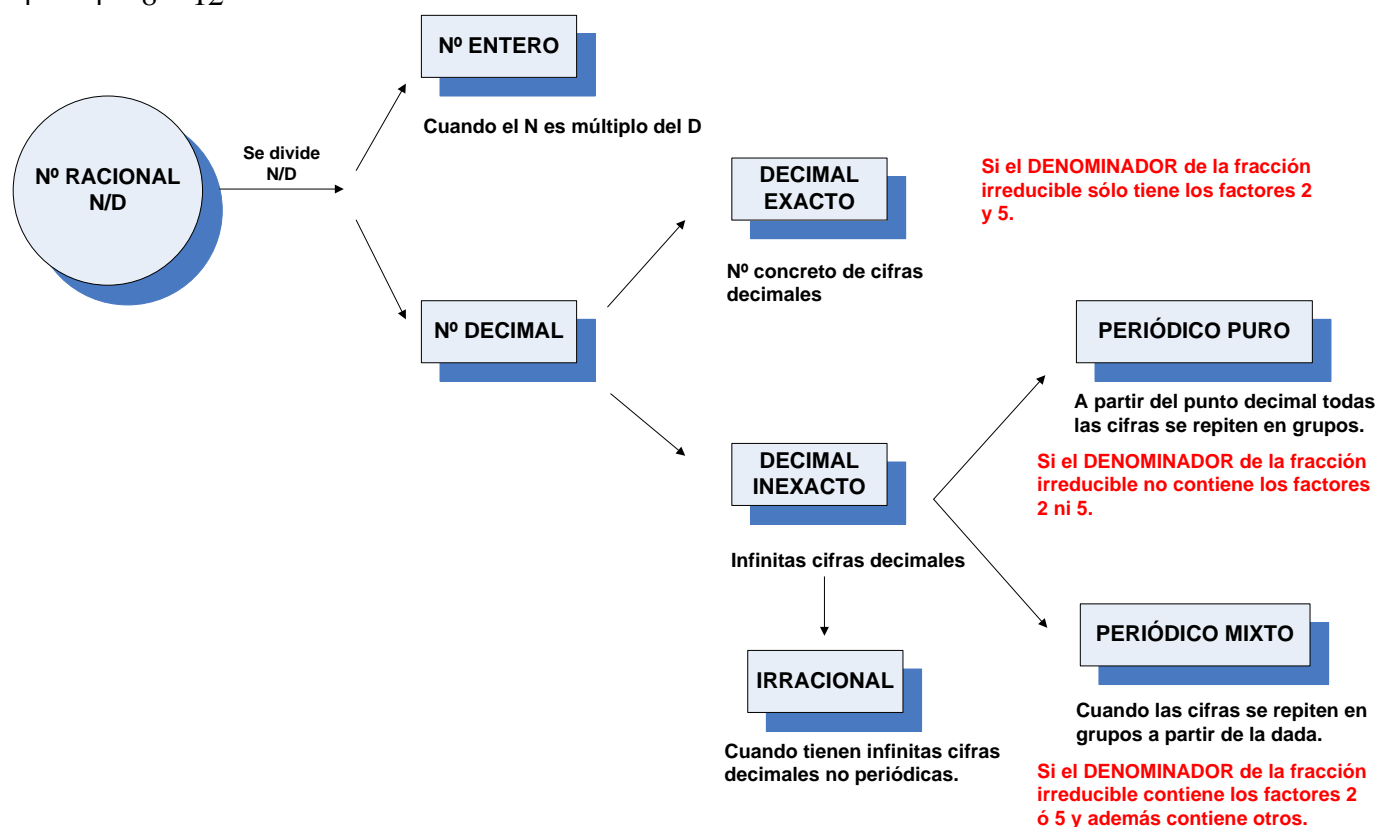 Nº ENTERO
Cuando el N es múltiplo del D
Nº RACIONAL
N/D
Se divide
N/D
DECIMAL
EXACTO
Si el DENOMINADOR de la fracción
irreducible sólo tiene los factores 2
y 5.
Nº concreto de cifras
decimales
Nº DECIMAL
PERIÓDICO PURO
A partir del punto decimal todas
las cifras se repiten en grupos.
Si el DENOMINADOR de la fracción
irreducible no contiene los factores
2 ni 5.
DECIMAL
INEXACTO
Infinitas cifras decimales
PERIÓDICO MIXTO
Cuando las cifras se repiten en
grupos a partir de la dada.
Si el DENOMINADOR de la fracción
irreducible contiene los factores 2
ó 5 y además contiene otros.
IRRACIONAL
Cuando tienen infinitas cifras
decimales no periódicas.